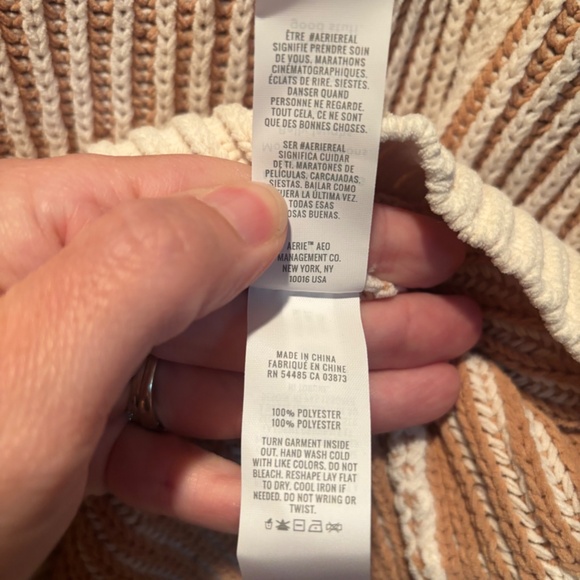 ÊTRE #AERIEREAL
SIGNIFIE PRENDRE SOIN
DE VOUS. MARATHONS
CINÉMATOGRAPHIQUES.
ÉCLATS DE RIRE. SIESTES.
DANSER QUAND
PERSONNE NE REGARDE.
TOUT CELA, CE NE SONT
QUE DES BONNES CHOSES.
SER #AERIEREAL
SIGNIFICA CUIDAR
DE TI. MARATONES DE
PELÍCULAS. CARCAJADAS.
SIESTAS. BAILAR COMO
UERA LA ÚLTIMA VEZ.
TODAS ESAS
OSAS BUENAS.
AERIE™ AEO
MANAGEMENT CO.
NEW YORK, NY
10016 USA
MADE IN CHINA
FABRIQUÉ EN CHINE
RN 54485 CA 03873
100% POLYESTER
100% POLYESTER
TURN GARMENT INSIDE
OUT. HAND WASH COLD
WITH LIKE COLORS. DO NOT
BLEACH. RESHAPE LAY FLAT
TO DRY. COOL IRON IF
NEEDED. DO NOT WRING OR
TWIST.